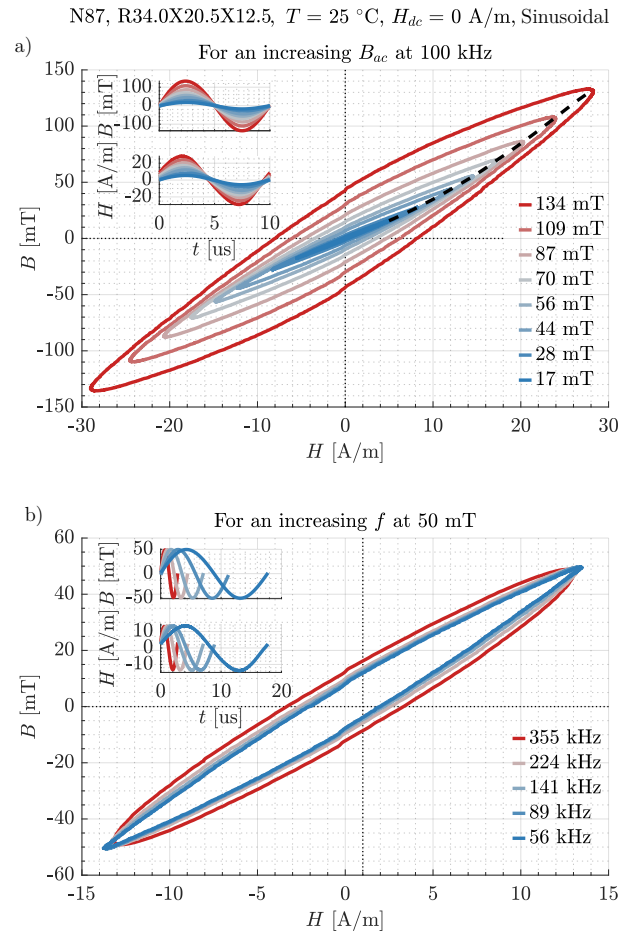 N87, R34.0X20.5X12.5, T = 25 °C, H_dc = 0 A/m, Sinusoidal
a)
For an increasing B_ac at 100 kHz
150
100
50
0
-50
-100
-150
B [mT]
-30
-20
-10
0
10
20
30
H [A/m]
100
0
-100
B [mT]
20
0
-20
H [A/m]
0
5
10
t [us]
134 mT
109 mT
87 mT
70 mT
56 mT
44 mT
28 mT
17 mT
b)
For an increasing f at 50 mT
60
40
20
0
-20
-40
-60
B [mT]
-15
-10
-5
0
5
10
15
H [A/m]
50
0
-50
B [mT]
10
0
-10
H [A/m]
0
10
20
t [us]
355 kHz
224 kHz
141 kHz
89 kHz
56 kHz